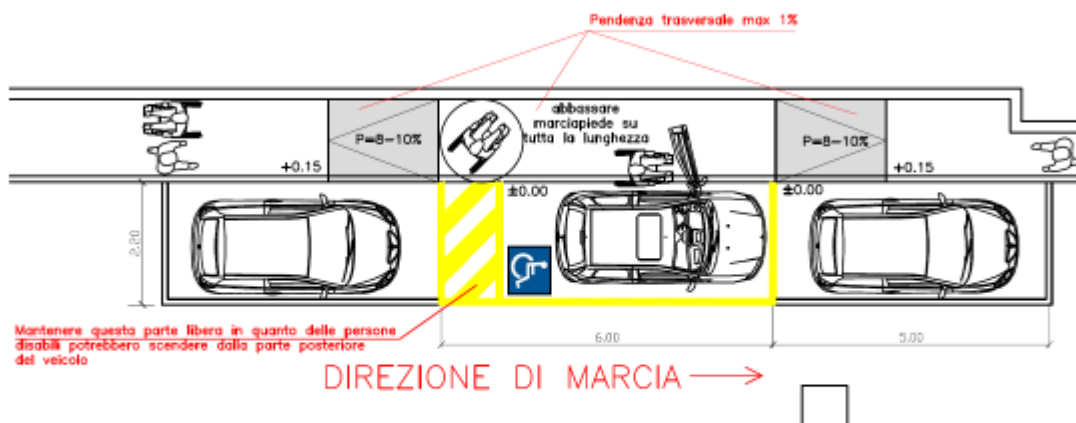 Pendenza trasversale max 1%
abbassare
marciapiede su
tutta la lunghezza
P=8-10%
P=8-10%
+0.15
+0.15
±0.00
±0.00
2.20
Mantenere questa parte libera in quanto delle persone
disabili potrebbero scendere dalla parte posteriore
del veicolo
6.00
5.00
DIREZIONE DI MARCIA